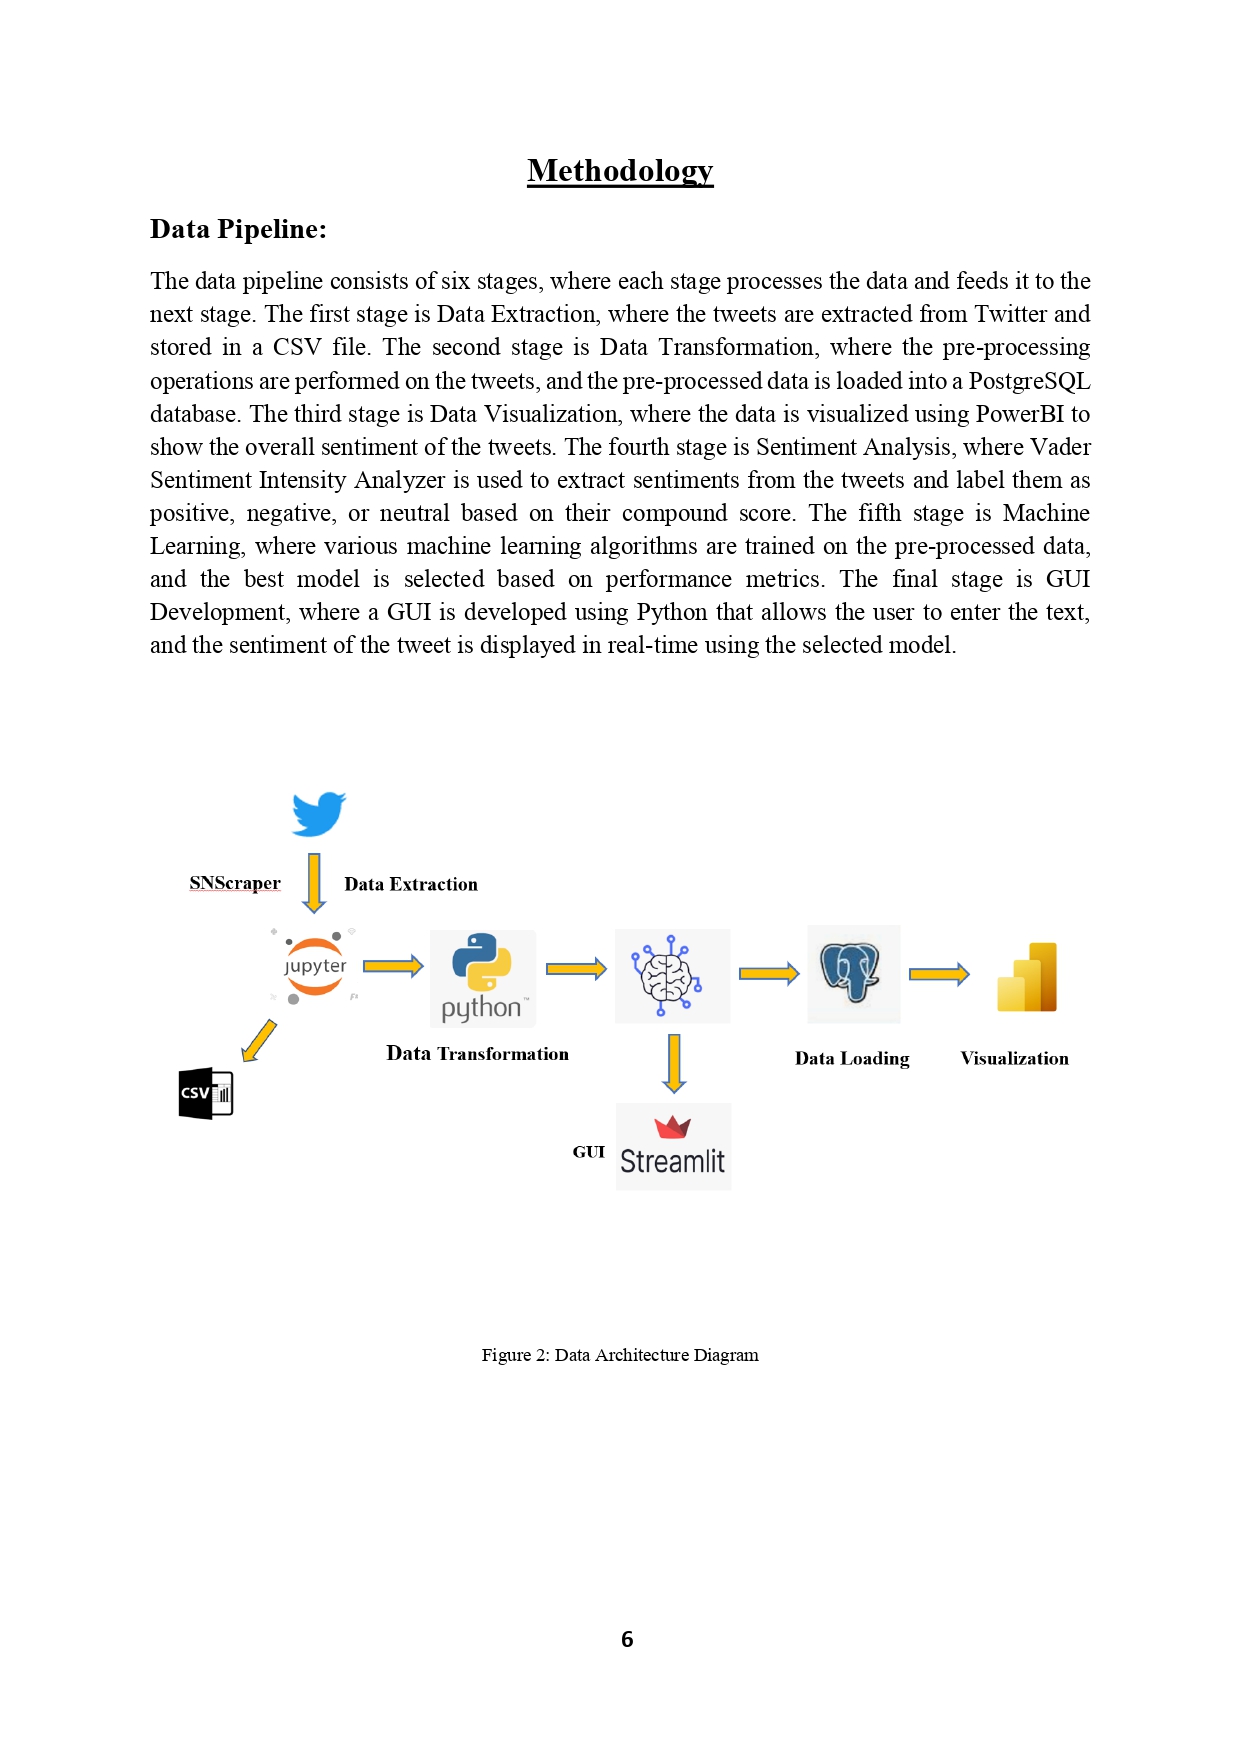 Methodology
Data Pipeline:
The data pipeline consists of six stages, where each stage processes the data and feeds it to the
next stage. The first stage is Data Extraction, where the tweets are extracted from Twitter and
stored in a CSV file. The second stage is Data Transformation, where the pre-processing
operations are performed on the tweets, and the pre-processed data is loaded into a PostgreSQL
database. The third stage is Data Visualization, where the data is visualized using PowerBI to
show the overall sentiment of the tweets. The fourth stage is Sentiment Analysis, where Vader
Sentiment Intensity Analyzer is used to extract sentiments from the tweets and label them as
positive, negative, or neutral based on their compound score. The fifth stage is Machine
Learning, where various machine learning algorithms are trained on the pre-processed data,
and the best model is selected based on performance metrics. The final stage is GUI
Development, where a GUI is developed using Python that allows the user to enter the text,
and the sentiment of the tweet is displayed in real-time using the selected model.
SNScraper
Data Extraction
jupyter
python™
Data Transformation
Data Loading
Visualization
CSV
GUI
Streamlit
Figure 2: Data Architecture Diagram
6